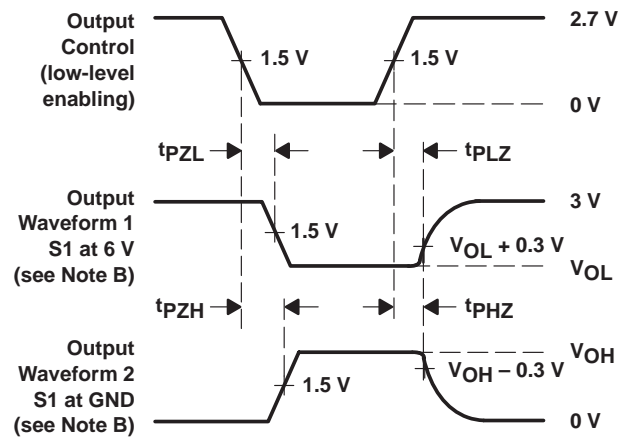 Output
Control
(low-level
enabling)
1.5 V
1.5 V
2.7 V
0 V
tPZL
tPLZ
Output
Waveform 1
S1 at 6 V
(see Note B)
1.5 V
3 V
VOL + 0.3 V
VOL
tPZH
tPHZ
Output
Waveform 2
S1 at GND
(see Note B)
1.5 V
VOH
VOH − 0.3 V
0 V